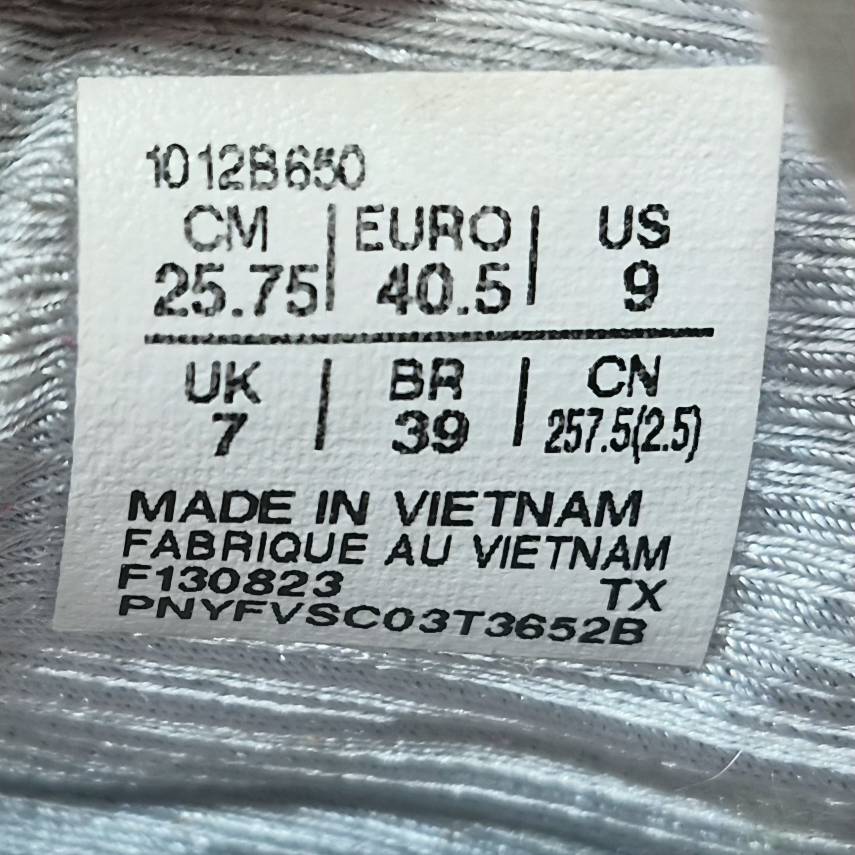 1012B650
CM | EURO | US
25.75 | 40.5 | 9
UK | BR | CN
7 | 39 | 257.5(2.5)
MADE IN VIETNAM
FABRIQUE AU VIETNAM
F130823 TX
PNYFVSC03T3652B